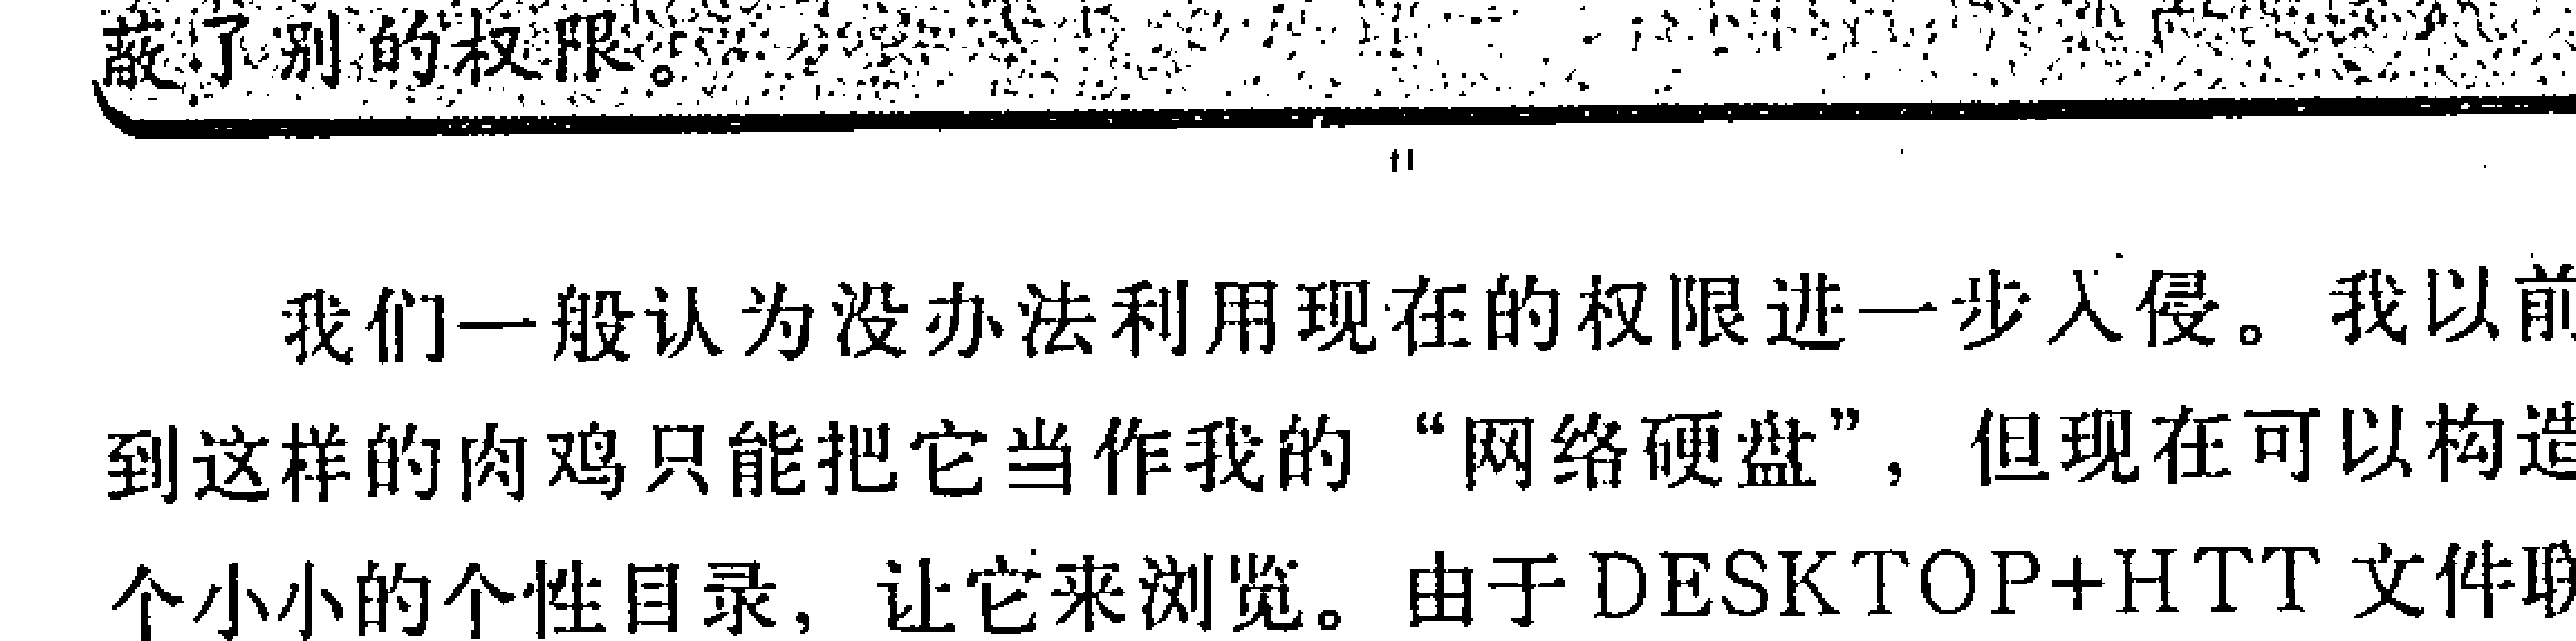 蔽了别的权限。
我们一般认为没办法利用现在的权限进一步入侵。我以前
到这样的肉鸡只能把它当作我的“网络硬盘”，但现在可以构造
个小小的个性目录，让它来浏览。由于DESKTOP+HTT文件联